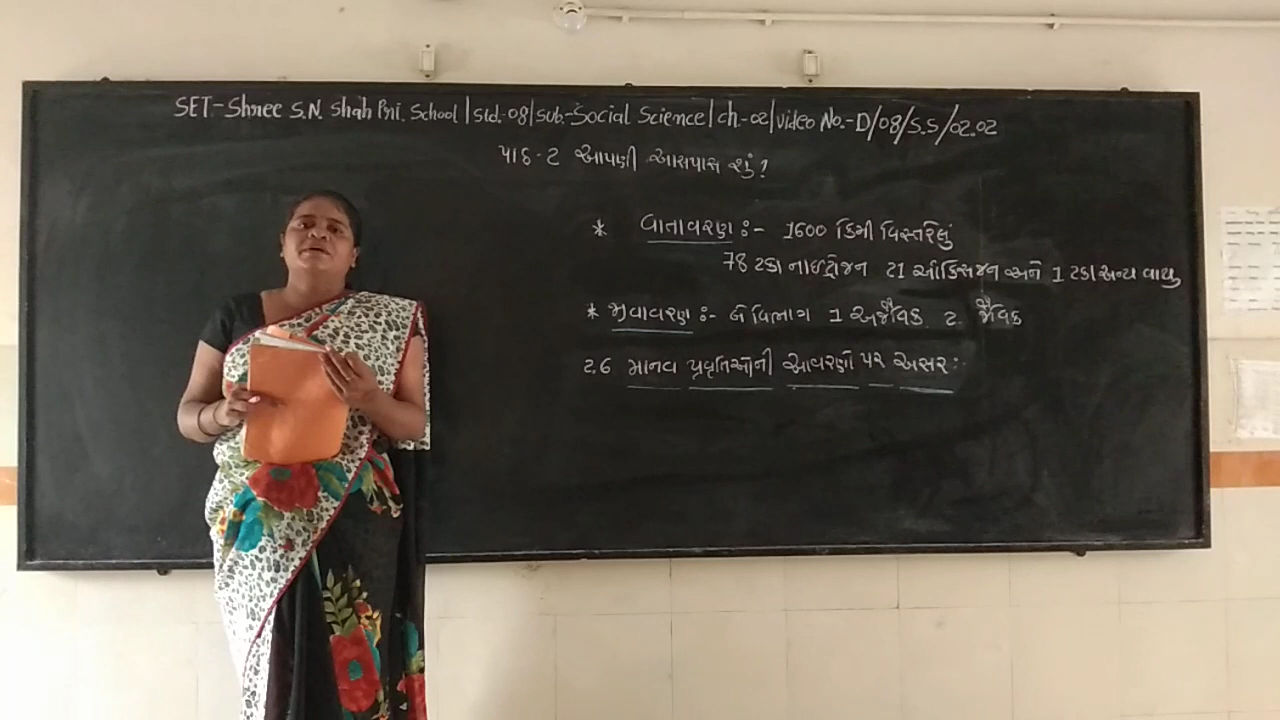 SET-Shree S.N. Shah Pri. School | Std.-08 | Sub.-Social Science | ch.-02 | Video No.-D/08/S.S/02.02
પાઠ-2 આપણી આસપાસ શું?
* વાતાવરણ :- 1600 કિમી વિસ્તરેલું
78 ટકા નાઈટ્રોજન 21 ઓક્સિજન અને 1 ટકા અન્ય વાયુ
* જીવાવરણ :- બે વિભાગ 1 અજૈવિક 2. જૈવિક
2.6 માનવ પ્રવૃત્તિઓની આવરણો પર અસર :-